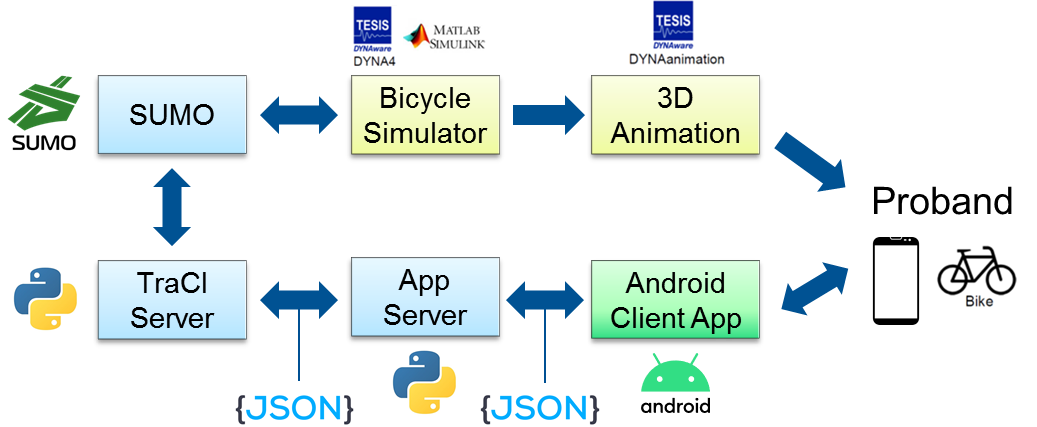 TESIS
DYNAware
DYNA4
MATLAB
SIMULINK
TESIS
DYNAware
DYNAanimation
SUMO
SUMO
Bicycle
Simulator
3D
Animation
Proband
Bike
TraCI
Server
App
Server
Android
Client App
{JSON}
{JSON}
android